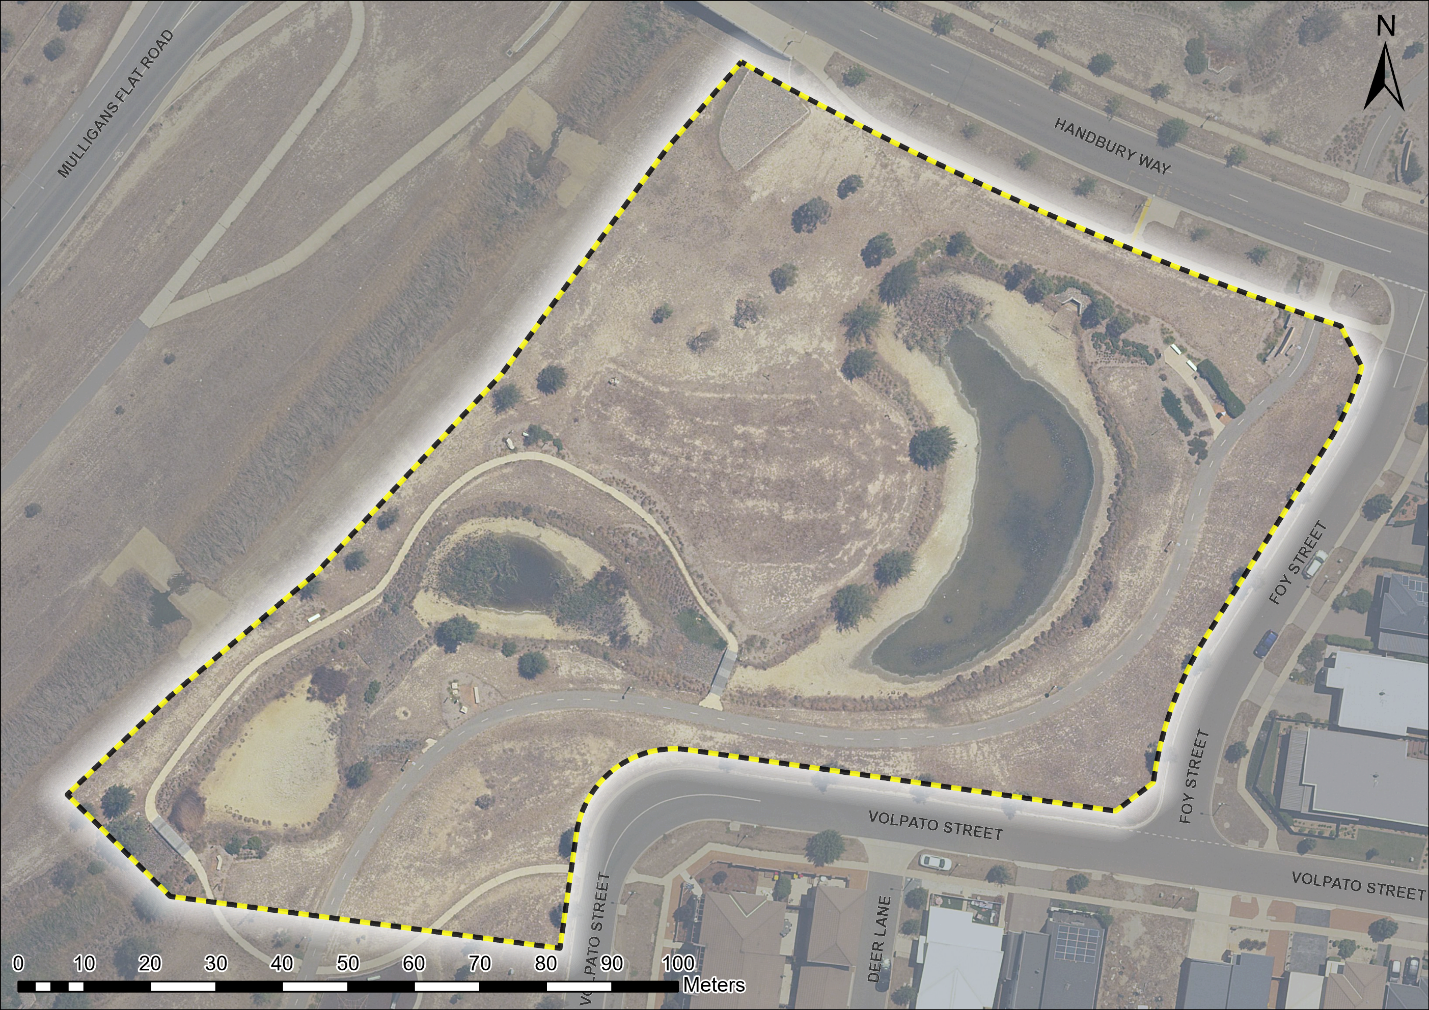 N
MULLIGANS FLAT ROAD
HANDBURY WAY
FOY STREET
FOY STREET
VOLPATO STREET
VOLPATO STREET
VOLPATO STREET
DEER LANE
0 10 20 30 40 50 60 70 80 90 100
Meters